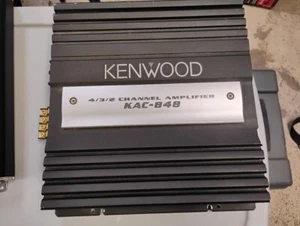 KENWOOD
4/3/2 CHANNEL AMPLIFIER
KAC-848